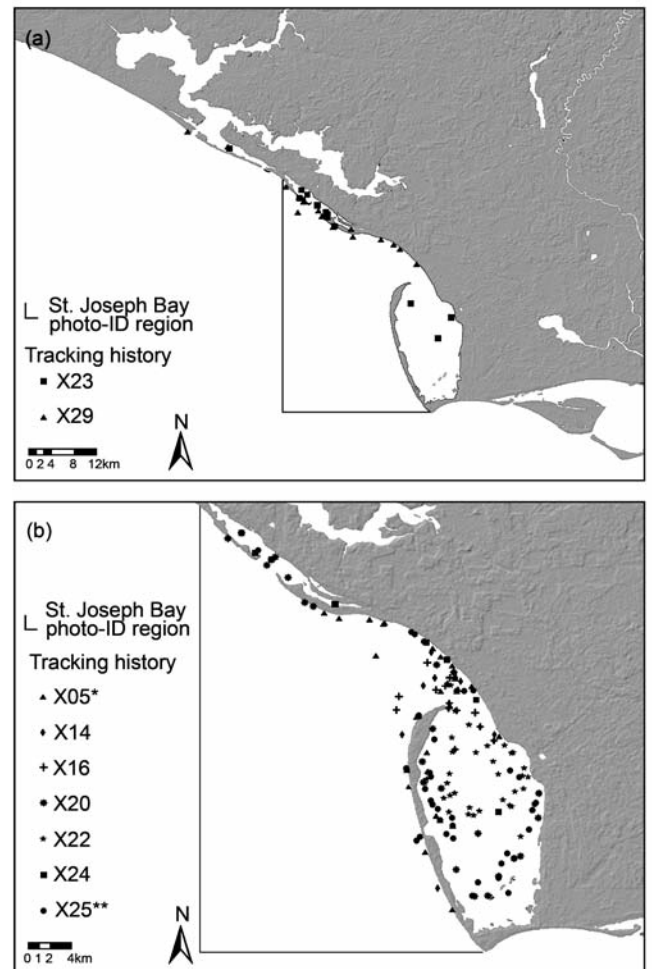 (a)
St. Joseph Bay
photo-ID region
Tracking history
X23
X29
0 2 4 8 12km
N
(b)
St. Joseph Bay
photo-ID region
Tracking history
X05*
X14
X16
X20
X22
X24
X25**
0 1 2 4km
N